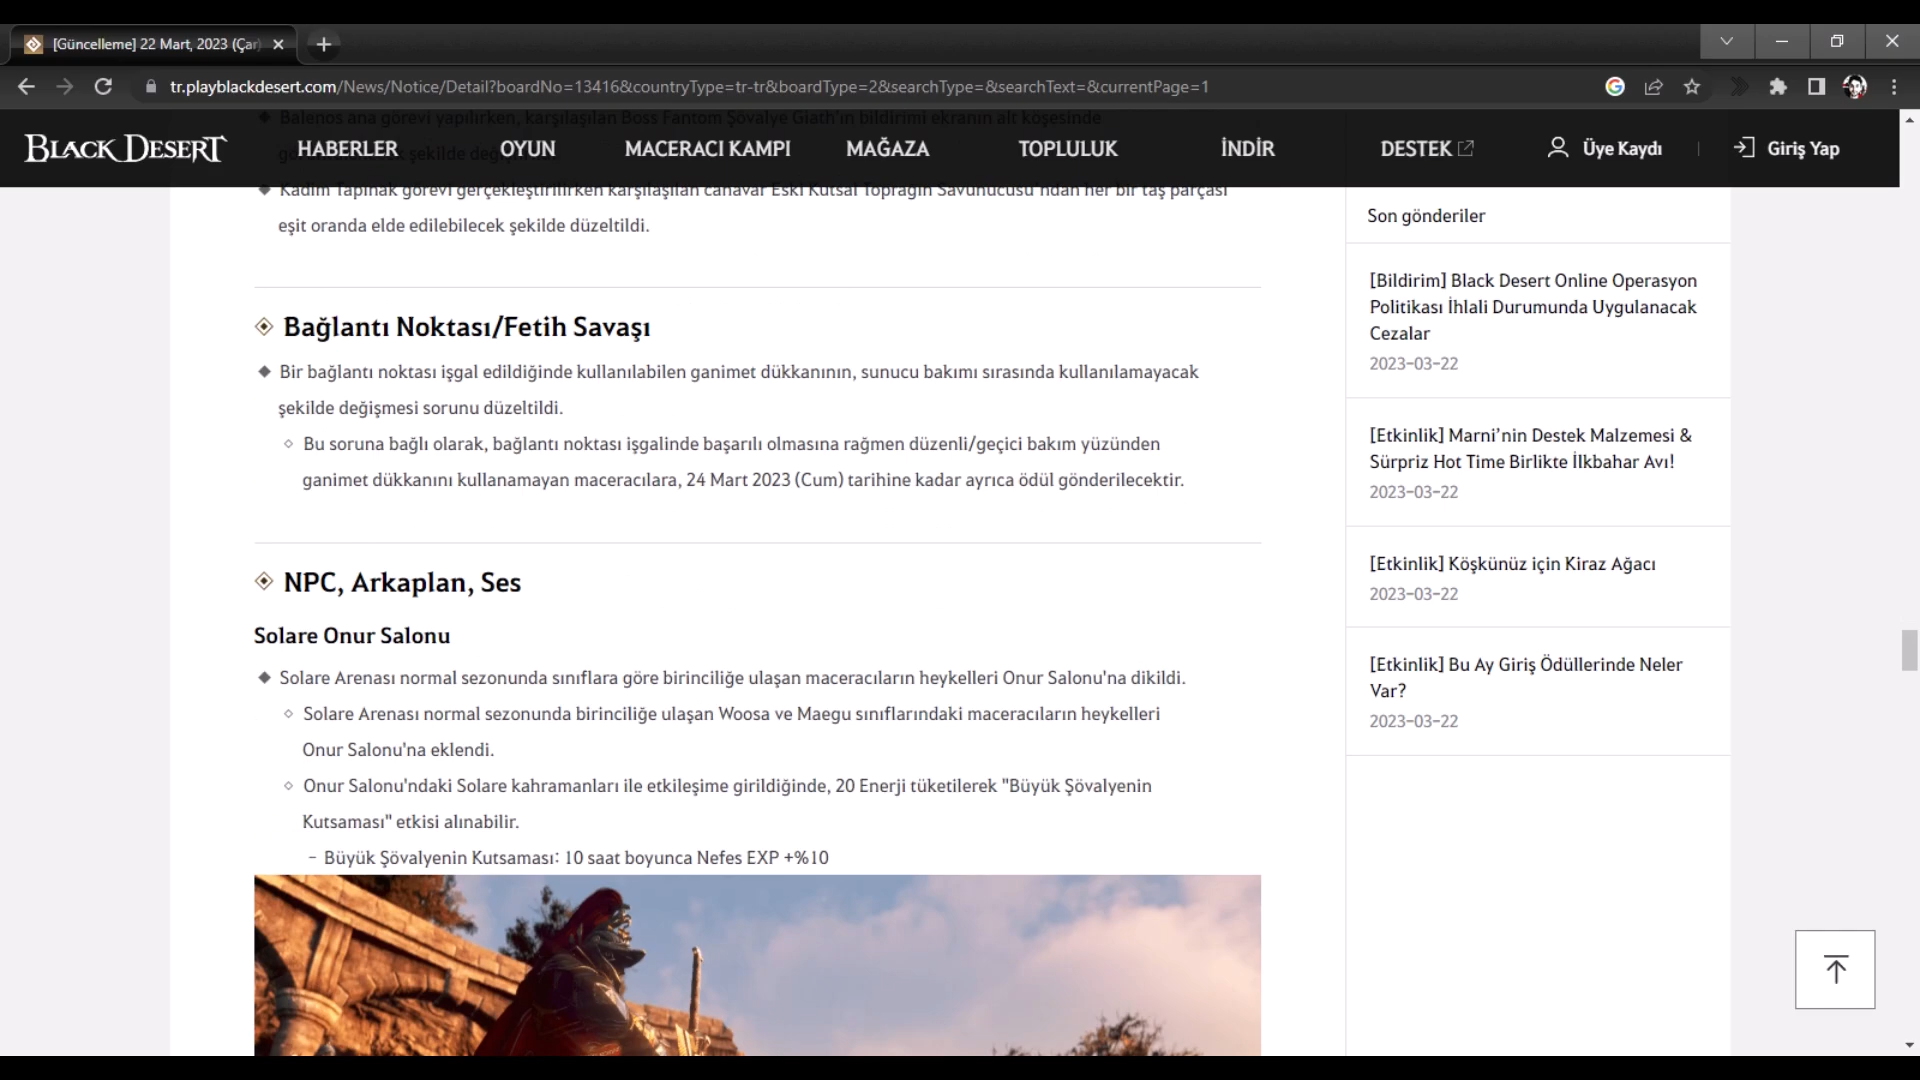 [Güncelleme] 22 Mart, 2023 (Çar)
tr.playblackdesert.com/News/Notice/Detail?boardNo=13416&countryType=tr-tr&boardType=2&searchType=&searchText=&currentPage=1
Balenos ana görevi yapılırken, karşılaşılan Boss Fantom Şövalye Giath'ın bildirimi ekranın alt köşesinde
BLACK DESERT
HABERLER
OYUN
MACERACI KAMPI
MAĞAZA
TOPLULUK
İNDİR
DESTEK
Üye Kaydı
Giriş Yap
Kadim Tapınak görevi gerçekleştirilirken karşılaşılan canavar Eski Kutsal Toprağın Savunucusu'ndan her bir taş parçası
eşit oranda elde edilebilecek şekilde düzeltildi.
Bağlantı Noktası/Fetih Savaşı
Bir bağlantı noktası işgal edildiğinde kullanılabilen ganimet dükkanının, sunucu bakımı sırasında kullanılamayacak
şekilde değişmesi sorunu düzeltildi.
Bu soruna bağlı olarak, bağlantı noktası işgalinde başarılı olmasına rağmen düzenli/geçici bakım yüzünden
ganimet dükkanını kullanamayan maceracılara, 24 Mart 2023 (Cum) tarihine kadar ayrıca ödül gönderilecektir.
NPC, Arkaplan, Ses
Solare Onur Salonu
Solare Arenası normal sezonunda sınıflara göre birinciliğe ulaşan maceracıların heykelleri Onur Salonu'na dikildi.
Solare Arenası normal sezonunda birinciliğe ulaşan Woosa ve Maegu sınıflarındaki maceracıların heykelleri
Onur Salonu'na eklendi.
Onur Salonu'ndaki Solare kahramanları ile etkileşime girildiğinde, 20 Enerji tüketilerek "Büyük Şövalyenin
Kutsaması" etkisi alınabilir.
- Büyük Şövalyenin Kutsaması: 10 saat boyunca Nefes EXP +%10
Son gönderiler
[Bildirim] Black Desert Online Operasyon
Politikası İhlali Durumunda Uygulanacak
Cezalar
2023-03-22
[Etkinlik] Marni'nin Destek Malzemesi &
Sürpriz Hot Time Birlikte İlkbahar Avı!
2023-03-22
[Etkinlik] Köşkünüz için Kiraz Ağacı
2023-03-22
[Etkinlik] Bu Ay Giriş Ödüllerinde Neler
Var?
2023-03-22